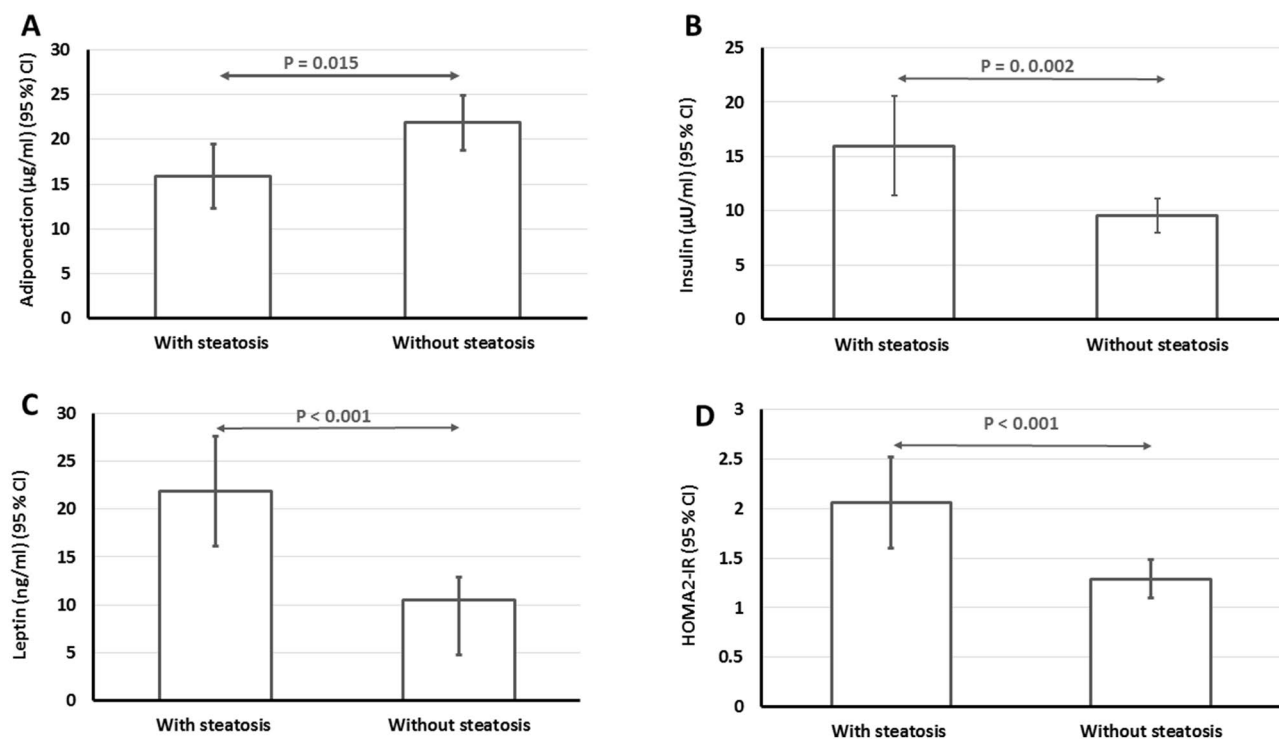 A
Adiponection (µg/ml) (95 %) CI)
30
25
20
15
10
5
0
P = 0.015
With steatosis
Without steatosis
B
Insulin (µU/ml) (95 % CI)
25
20
15
10
5
0
P = 0. 0.002
With steatosis
Without steatosis
C
Leptin (ng/ml) (95 % CI)
30
25
20
15
10
5
0
P < 0.001
With steatosis
Without steatosis
D
HOMA2-IR (95 % CI)
3
2.5
2
1.5
1
0.5
0
P < 0.001
With steatosis
Without steatosis